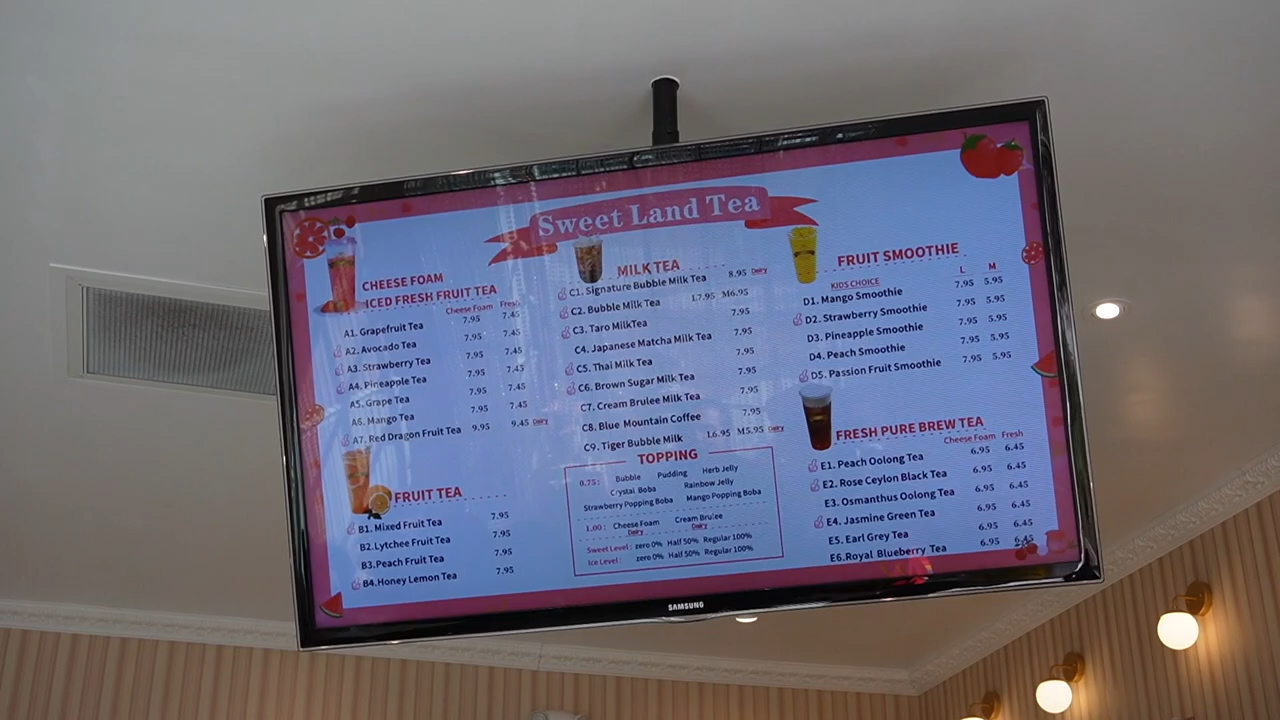 Sweet Land Tea
CHEESE FOAM
ICED FRESH FRUIT TEA
Cheese Foam Fresh
A1. Grapefruit Tea 7.95 7.45
A2. Avocado Tea 7.95 7.45
A3. Strawberry Tea 7.95 7.45
A4. Pineapple Tea 7.95 7.45
A5. Grape Tea 7.95 7.45
A6. Mango Tea 7.95 7.45
A7. Red Dragon Fruit Tea 9.95 9.45 Dairy
FRUIT TEA
B1. Mixed Fruit Tea 7.95
B2.Lytchee Fruit Tea 7.95
B3.Peach Fruit Tea 7.95
B4.Honey Lemon Tea 7.95
MILK TEA
C1. Signature Bubble Milk Tea 8.95 Dairy
C2. Bubble Milk Tea L7.95 M6.95
C3. Taro MilkTea 7.95
C4. Japanese Matcha Milk Tea 7.95
C5. Thai Milk Tea 7.95
C6. Brown Sugar Milk Tea 7.95
C7. Cream Brulee Milk Tea 7.95
C8. Blue Mountain Coffee 7.95
C9. Tiger Bubble Milk L6.95 M5.95 Dairy
TOPPING
0.75: Bubble Pudding Herb Jelly
Crystal Boba Rainbow Jelly
Strawberry Popping Boba Mango Popping Boba
1.00: Cheese Foam Cream Brulee
Dairy Dairy
Sweet Level: zero 0% Half 50% Regular 100%
Ice Level: zero 0% Half 50% Regular 100%
FRUIT SMOOTHIE
KIDS CHOICE L M
D1. Mango Smoothie 7.95 5.95
D2. Strawberry Smoothie 7.95 5.95
D3. Pineapple Smoothie 7.95 5.95
D4. Peach Smoothie 7.95 5.95
D5. Passion Fruit Smoothie 7.95 5.95
FRESH PURE BREW TEA
Cheese Foam Fresh
E1. Peach Oolong Tea 6.95 6.45
E2. Rose Ceylon Black Tea 6.95 6.45
E3. Osmanthus Oolong Tea 6.95 6.45
E4. Jasmine Green Tea 6.95 6.45
E5. Earl Grey Tea 6.95 6.45
E6.Royal Blueberry Tea 6.95 6.45
SAMSUNG